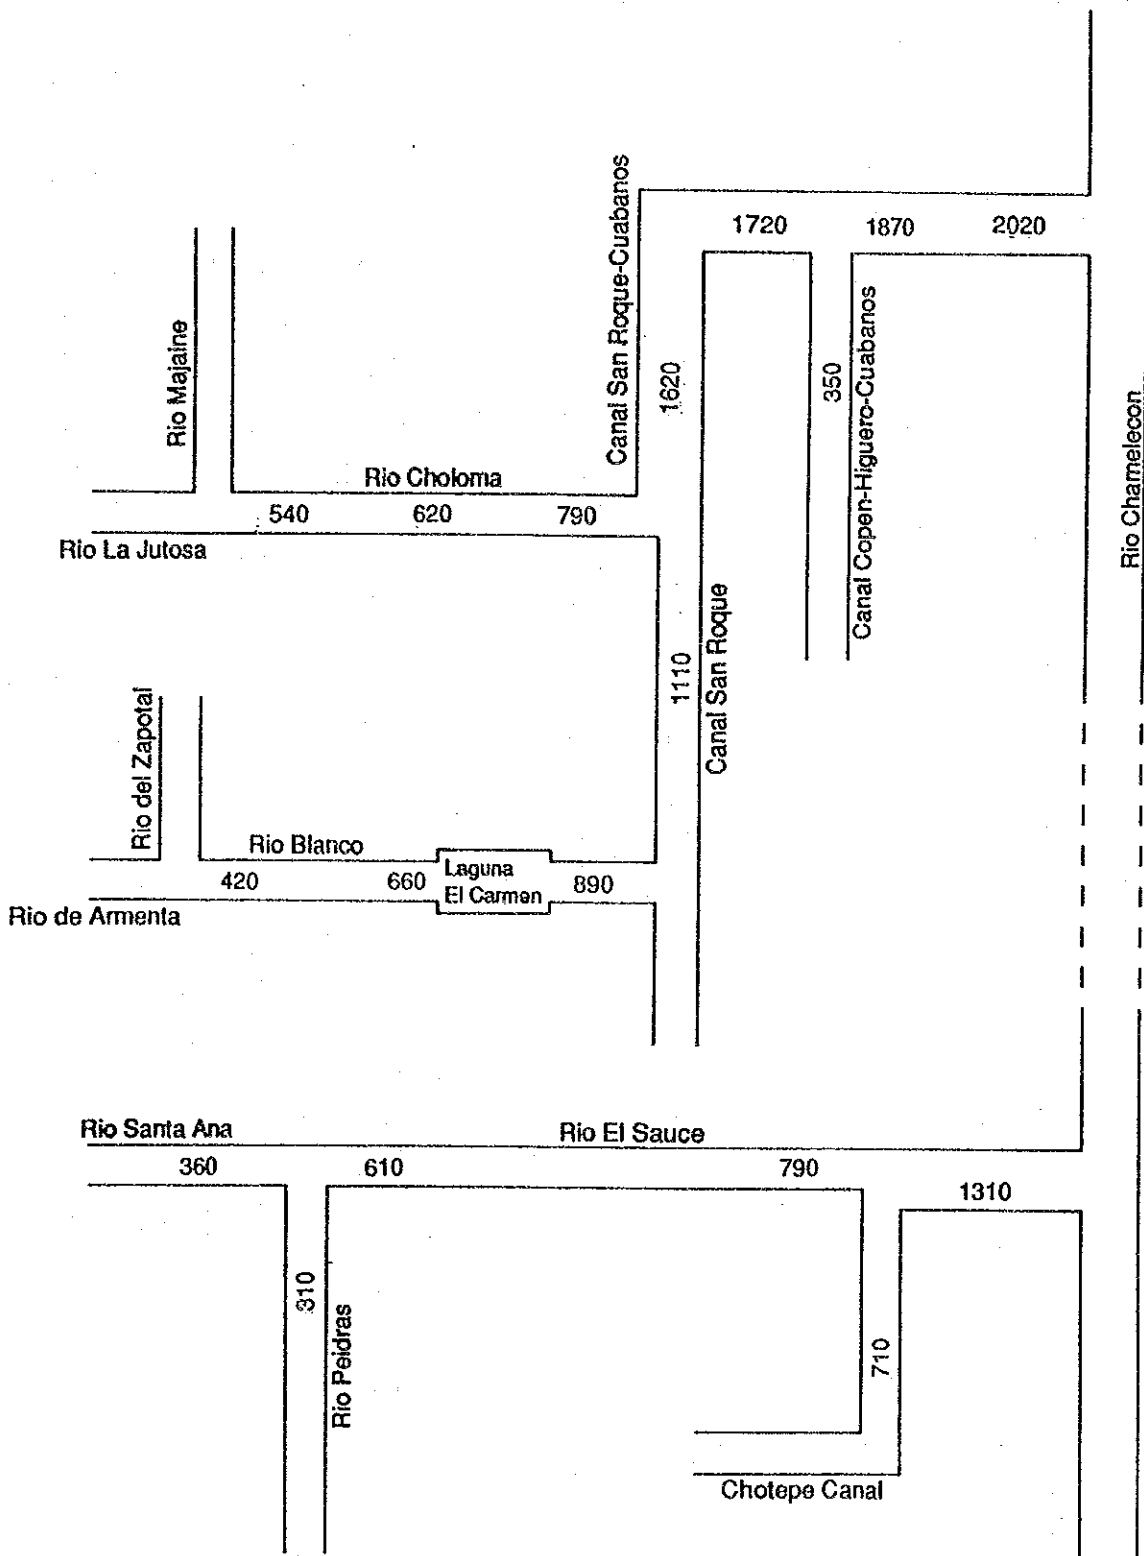 Canal San Roque-Cuabanos
1720
1870
2020
Rio Majaine
1620
350
Canal Copen-Higuero-Cuabanos
Rio Chamelecon
Rio Choloma
540
620
790
Rio La Jutosa
1110
Canal San Roque
Rio del Zapotal
Rio Blanco
Laguna
El Carmen
420
660
890
Rio de Armenta
Rio Santa Ana
Rio El Sauce
360
610
790
1310
310
Rio Peidras
710
Chotepe Canal